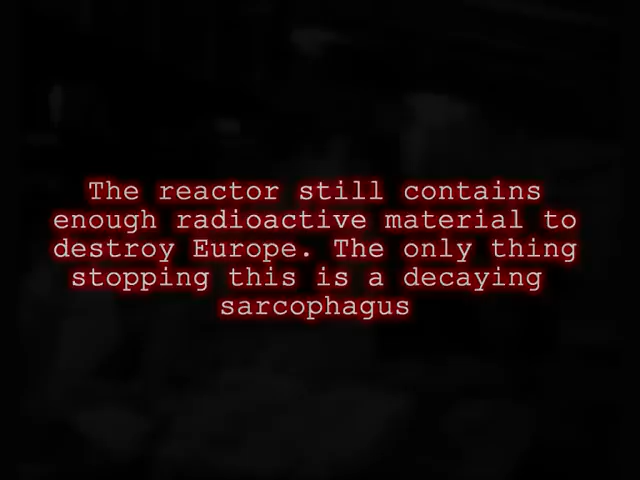 The reactor still contains
enough radioactive material to
destroy Europe. The only thing
stopping this is a decaying
sarcophagus